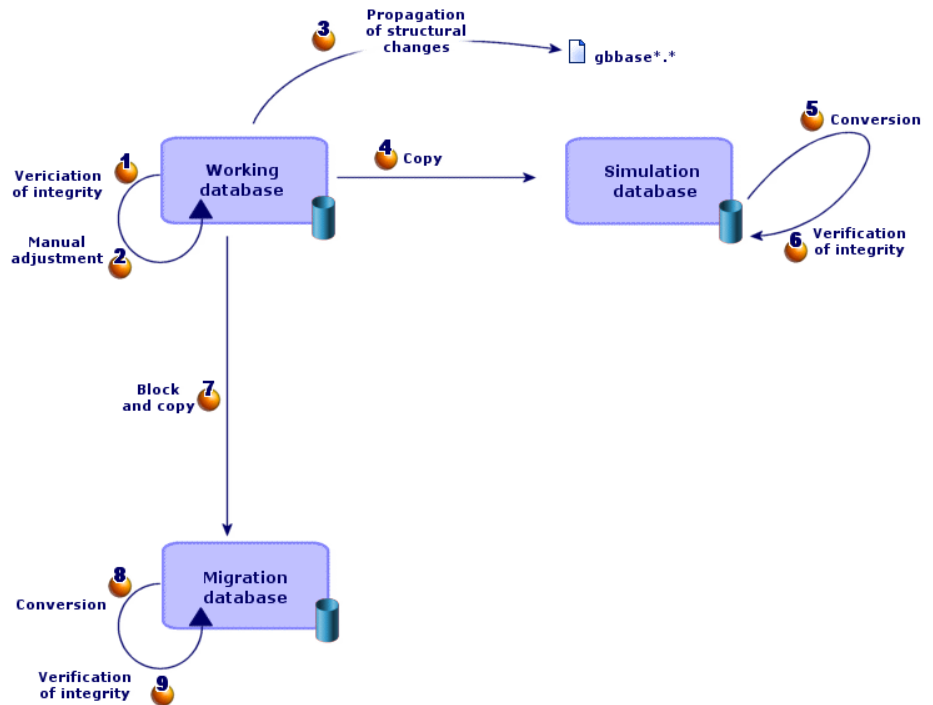 3
Propagation
of structural
changes
gbbase*.*
1
Vericiation
of integrity
Working
database
4
Copy
Simulation
database
5
Conversion
Manual
adjustment
2
6
Verification
of integrity
Block
and copy
7
Migration
database
8
Conversion
Verification
of integrity
9